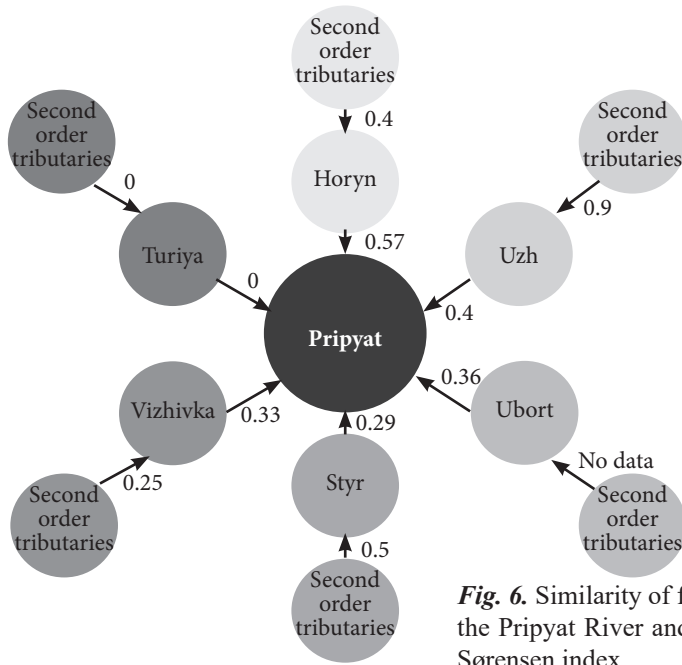 Second
order
tributaries
0.4
Horyn
0.57
Second
order
tributaries
0
Turiya
0
Second
order
tributaries
0.9
Uzh
0.4
Pripyat
Vizhivka
0.33
0.25
Second
order
tributaries
0.29
Styr
0.5
Second
order
tributaries
0.36
Ubort
No data
Second
order
tributaries
Fig. 6. Similarity of
the Pripyat River and
Sørensen index